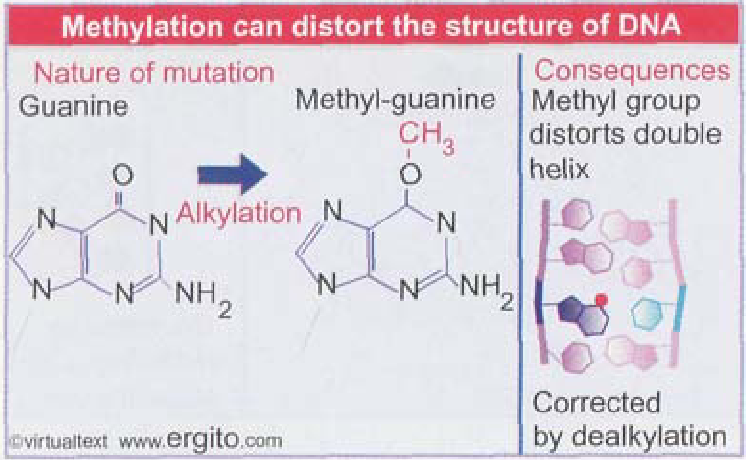 Methylation can distort the structure of DNA
Nature of mutation
Guanine
Methyl-guanine
CH3
O
O
Alkylation
N
N
N
N
NH2
N
N
N
N
NH2
Consequences
Methyl group
distorts double
helix
Corrected
by dealkylation
©virtualtext www.ergito.com